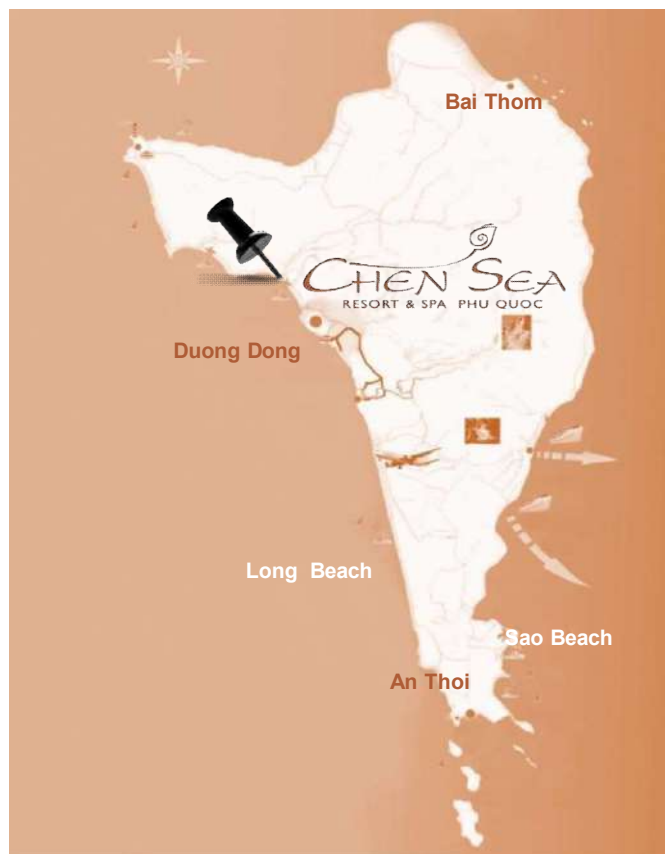 Bai Thom
CHEN SEA
RESORT & SPA PHU QUOC
Duong Dong
Long Beach
Sao Beach
An Thoi